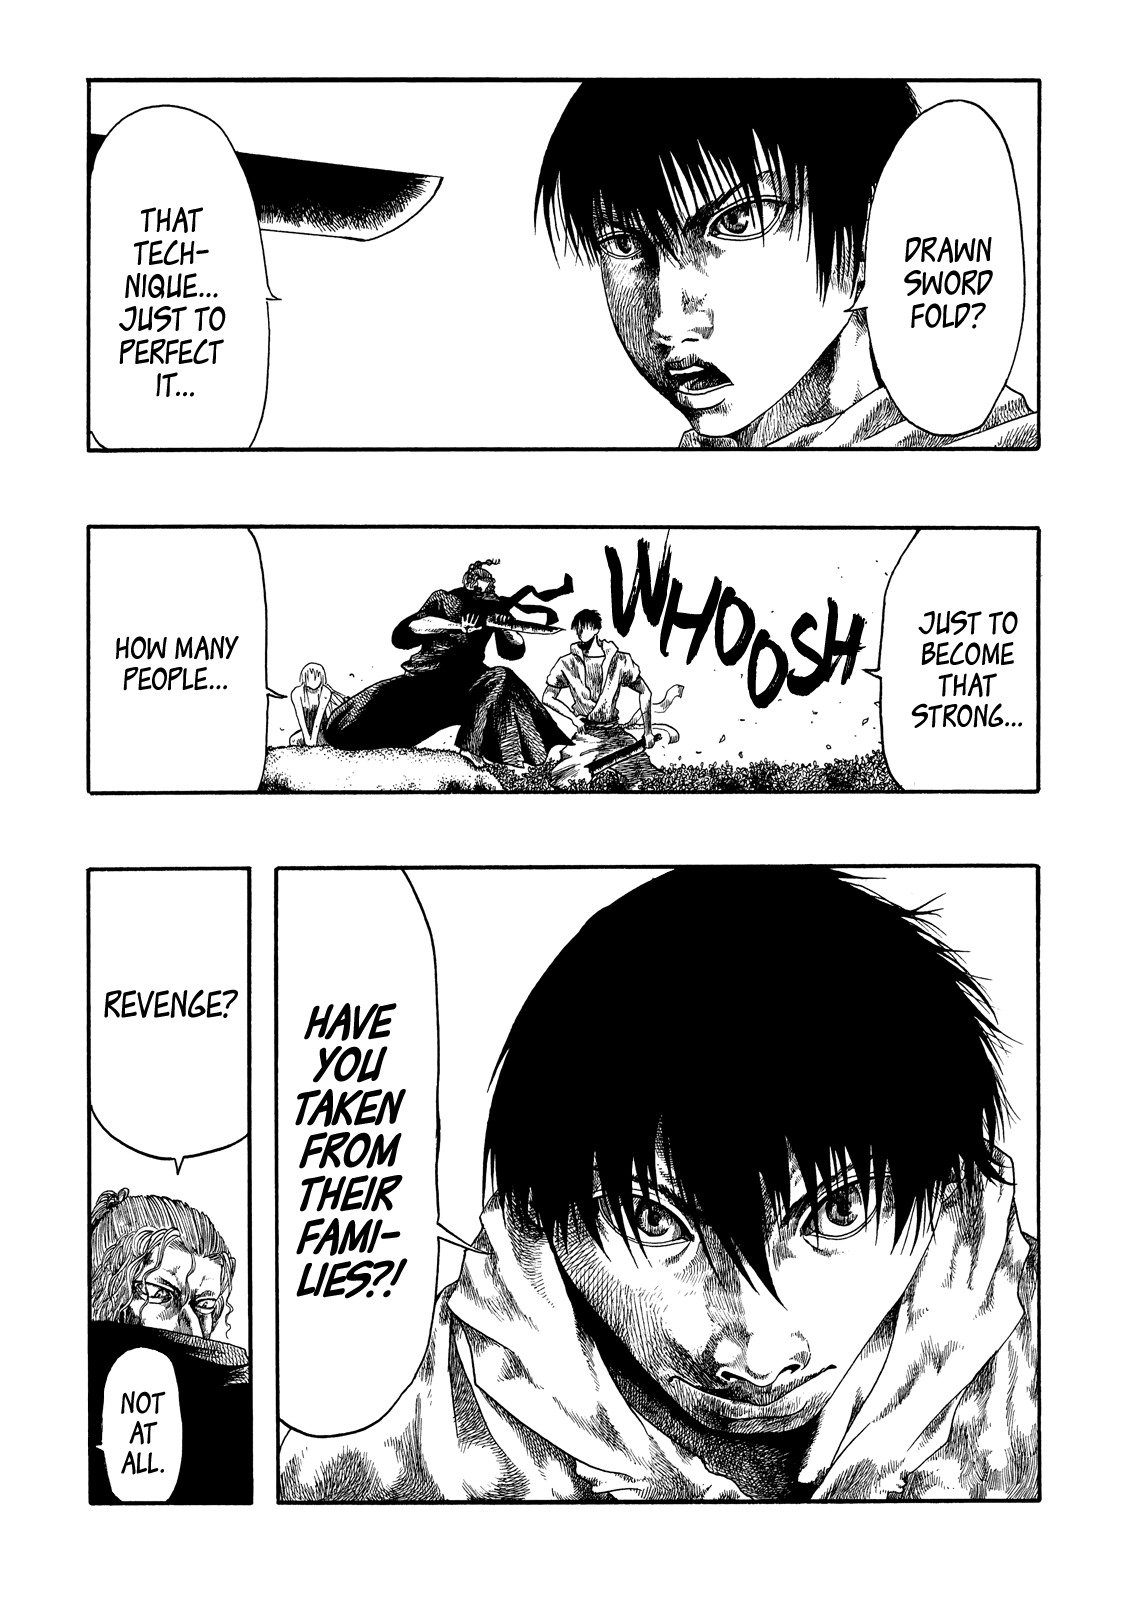 DRAWN
SWORD
FOLD?
THAT
TECH-
NIQUE...
JUST TO
PERFECT
IT...
JUST TO
BECOME
THAT
STRONG...
WHOOSH
HOW MANY
PEOPLE...
HAVE
YOU
TAKEN
FROM
THEIR
FAMI-
LIES?!
REVENGE?
NOT
AT
ALL.